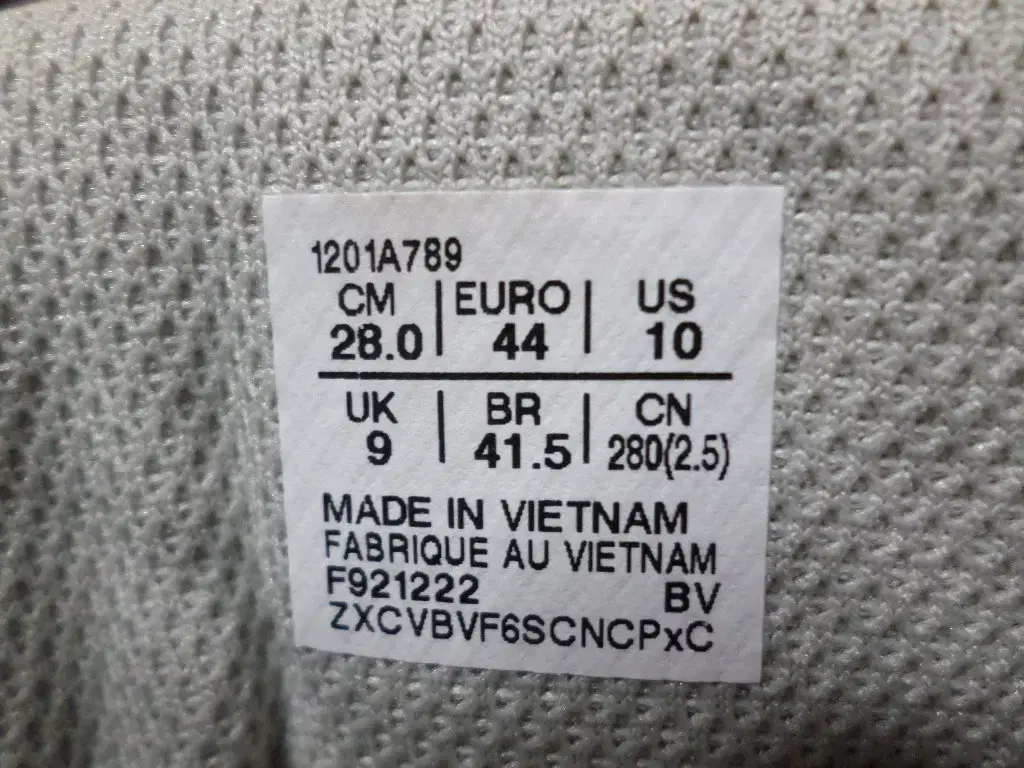 1201A789
CM | EURO | US
28.0 | 44 | 10
UK | BR | CN
9 | 41.5 | 280(2.5)
MADE IN VIETNAM
FABRIQUE AU VIETNAM
F921222 BV
ZXCVBVF6SCNCPxC